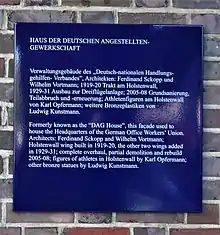 HAUS DER DEUTSCHEN ANGESTELLTEN-
GEWERKSCHAFT
Verwaltungsgebäude des „Deutsch-nationalen Handlungs-
gehilfen- Verbandes", Architekten: Ferdinand Sckopp und
Wilhelm Vortmann; 1919-20 Trakt am Holstenwall,
1929-31 Ausbau zur Dreiflügelanlage; 2005-08 Grundsanierung,
Teilabbruch und -erneuerung; Athletenfiguren am Holstenwall
von Karl Opfermann; weitere Bronzeplastiken von
Ludwig Kunstmann.
Formerly known as the "DAG House", this facade used to
house the Headquarters of the German Office Workers' Union.
Architects: Ferdinand Sckopp and Wilhelm Vortmann;
Holstenwall wing built in 1919-20, the other two wings added
in 1929-31; complete overhaul, partial demolition and rebuild
2005-08; figures of athletes in Holstenwall by Karl Opfermann;
other bronze statues by Ludwig Kunstmann.